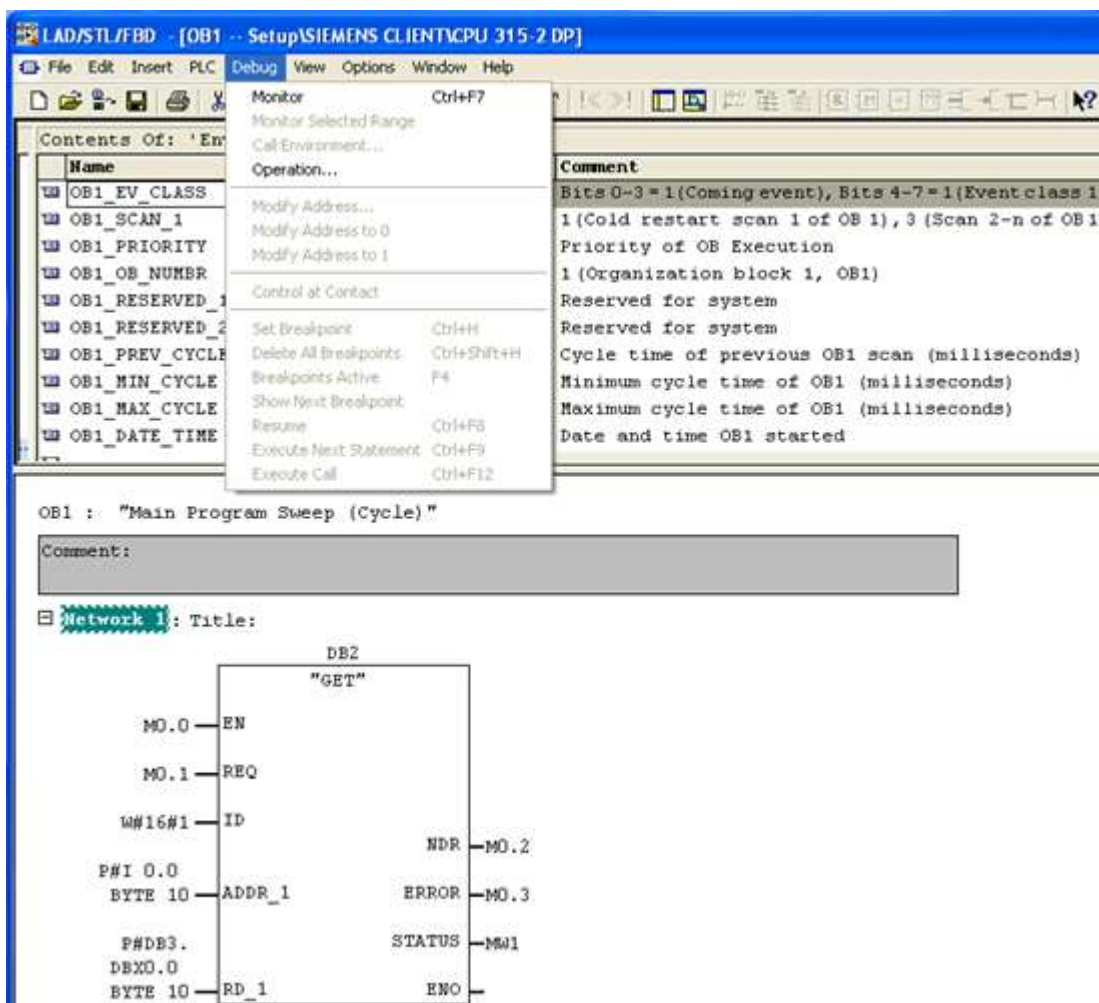 LAD/STL/FBD - [OB1 -- Setup\SIEMENS CLIENT\CPU 315-2 DP]
File Edit Insert PLC Debug View Options Window Help
Monitor Ctrl+F7
Monitor Selected Range
Call Environment...
Operation...
Modify Address...
Modify Address to 0
Modify Address to 1
Control at Contact
Set Breakpoint Ctrl+H
Delete All Breakpoints Ctrl+Shift+H
Breakpoints Active F4
Show Next Breakpoint
Resume Ctrl+F8
Execute Next Statement Ctrl+F9
Execute Call Ctrl+F12
Contents Of: 'En
Name Comment
OB1_EV_CLASS Bits 0-3 = 1(Coming event), Bits 4-7 = 1(Event class 1
OB1_SCAN_1 1(Cold restart scan 1 of OB 1), 3 (Scan 2-n of OB 1
OB1_PRIORITY Priority of OB Execution
OB1_OB_NUMBR 1 (Organization block 1, OB1)
OB1_RESERVED_1 Reserved for system
OB1_RESERVED_2 Reserved for system
OB1_PREV_CYCLE Cycle time of previous OB1 scan (milliseconds)
OB1_MIN_CYCLE Minimum cycle time of OB1 (milliseconds)
OB1_MAX_CYCLE Maximum cycle time of OB1 (milliseconds)
OB1_DATE_TIME Date and time OB1 started
OB1 : "Main Program Sweep (Cycle)"
Comment:
Network 1: Title:
DB2
"GET"
M0.0 EN
M0.1 REQ
W#16#1 ID
NDR M0.2
P#I 0.0
BYTE 10 ADDR_1 ERROR M0.3
P#DB3. STATUS MW1
DBX0.0
BYTE 10 RD_1 ENO